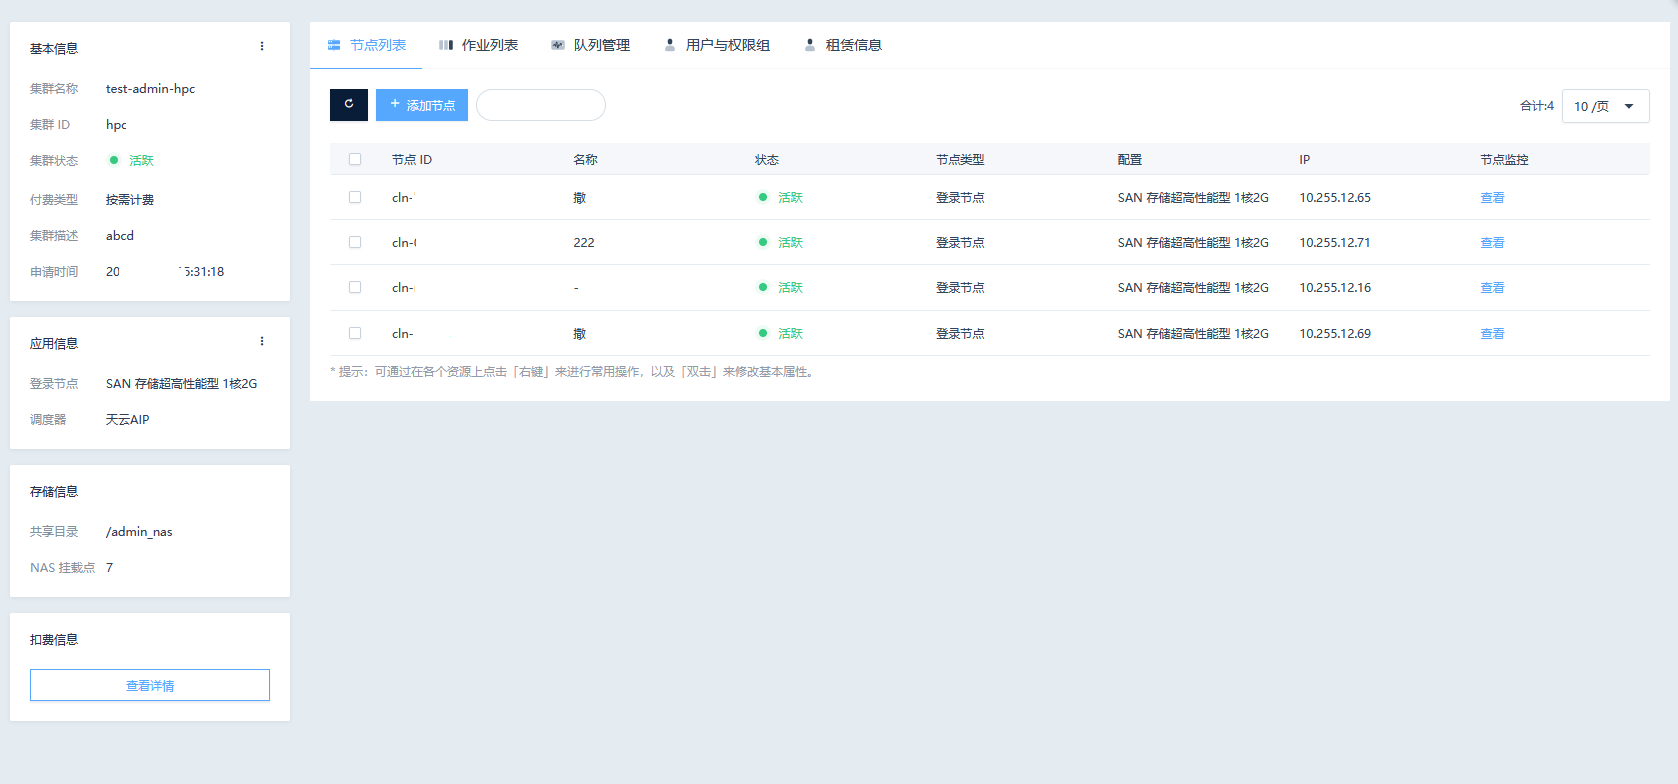 基本信息
集群名称 test-admin-hpc
集群 ID hpc
集群状态 活跃
付费类型 按需计费
集群描述 abcd
申请时间 20 5:31:18
应用信息
登录节点 SAN 存储超高性能型 1核2G
调度器 天云AIP
存储信息
共享目录 /admin_nas
NAS 挂载点 7
扣费信息
查看详情
节点列表 作业列表 队列管理 用户与权限组 租赁信息
+ 添加节点 合计:4 10 /页
节点 ID 名称 状态 节点类型 配置 IP 节点监控
cln- 撒 活跃 登录节点 SAN 存储超高性能型 1核2G 10.255.12.65 查看
cln- 222 活跃 登录节点 SAN 存储超高性能型 1核2G 10.255.12.71 查看
cln- - 活跃 登录节点 SAN 存储超高性能型 1核2G 10.255.12.16 查看
cln- 撒 活跃 登录节点 SAN 存储超高性能型 1核2G 10.255.12.69 查看
* 提示：可通过在各个资源上点击「右键」来进行常用操作，以及「双击」来修改基本属性。